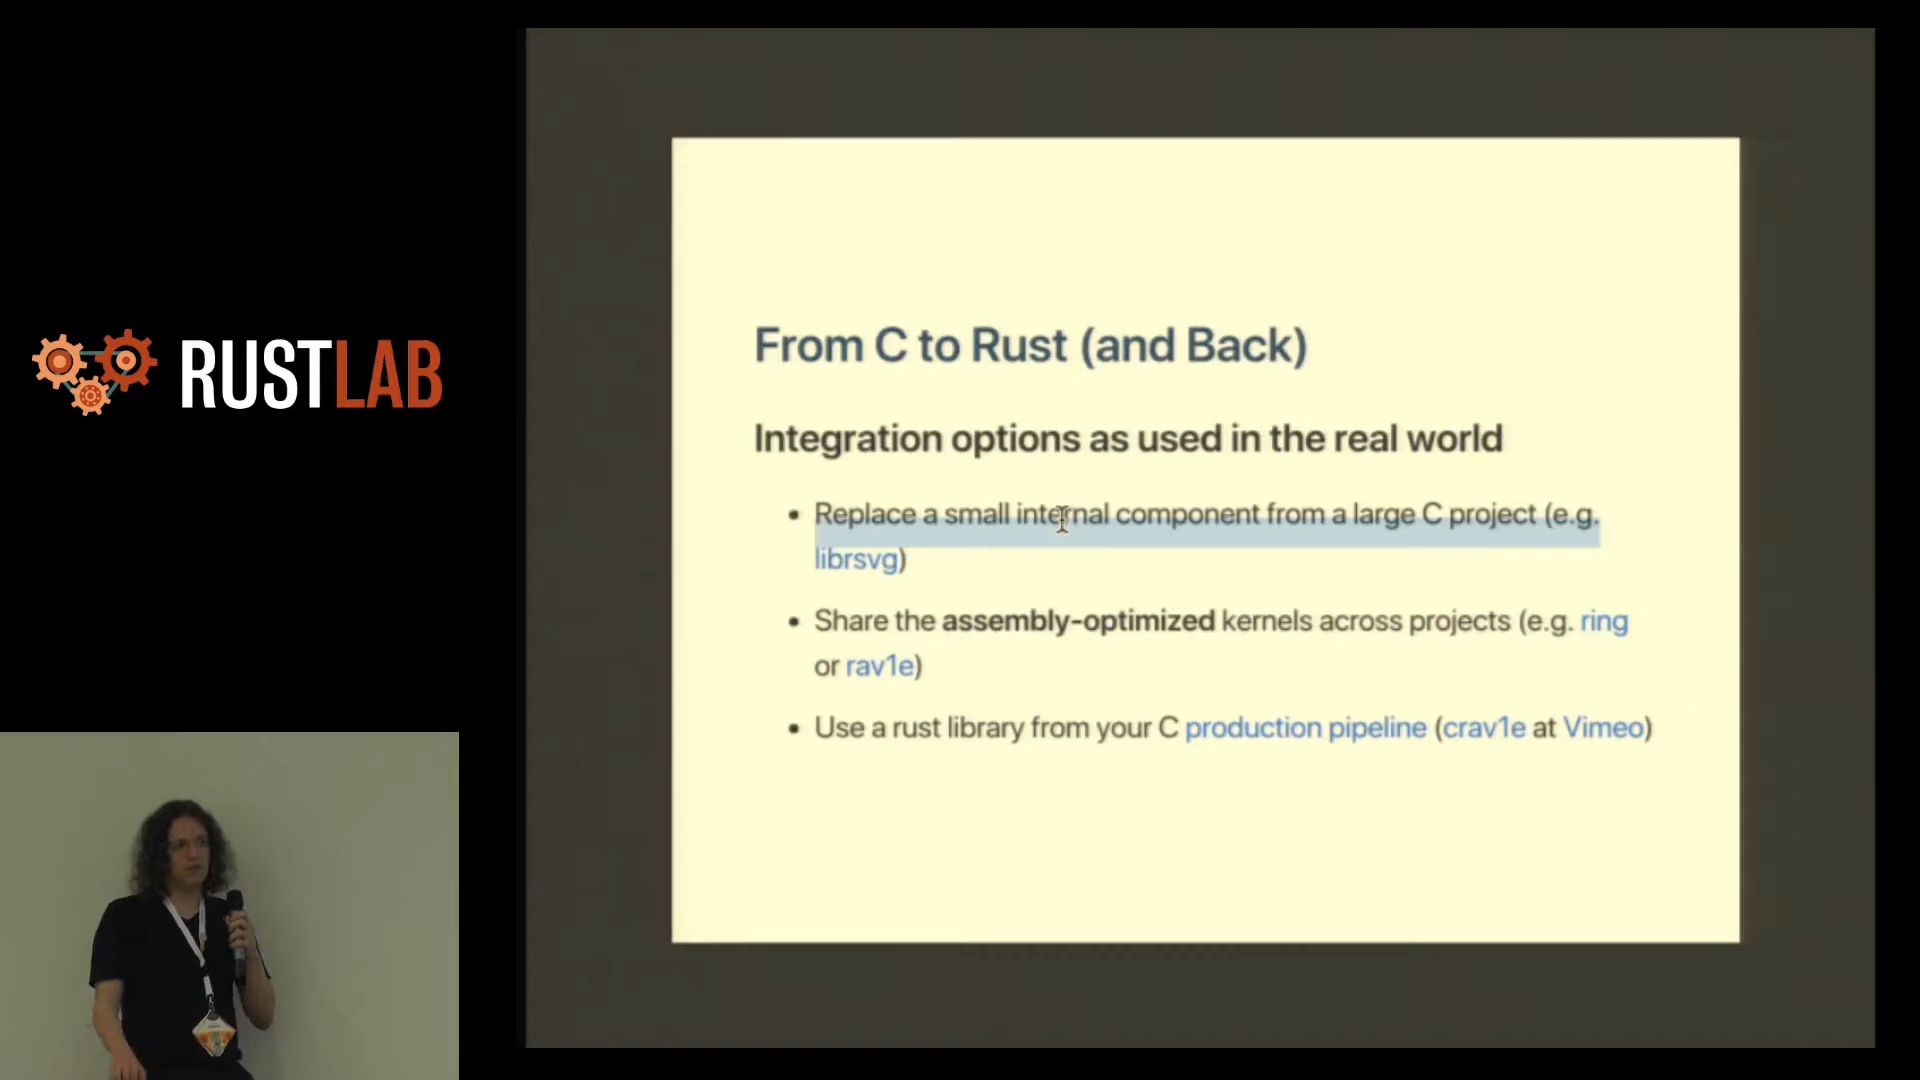 RUSTLAB
From C to Rust (and Back)
Integration options as used in the real world
• Replace a small internal component from a large C project (e.g.
librsvg)
• Share the assembly-optimized kernels across projects (e.g. ring
or rav1e)
• Use a rust library from your C production pipeline (crav1e at Vimeo)